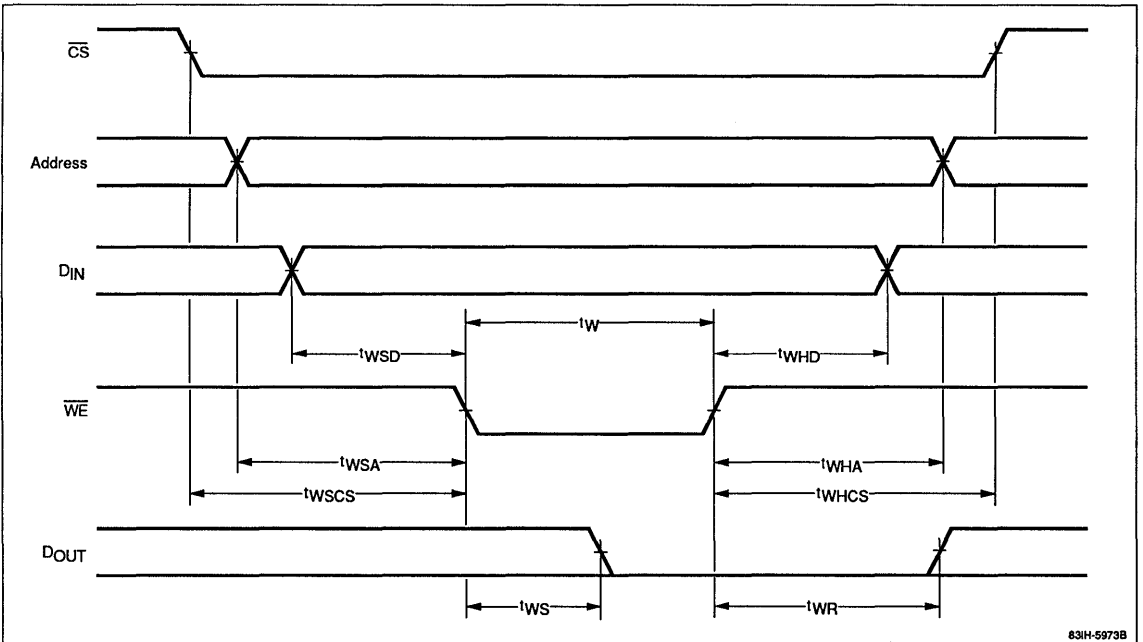 CS
Address
DIN
tW
tWSD
tWHD
WE
tWSA
tWHA
tWSCS
tWHCS
DOUT
tWS
tWR
83IH-5973B